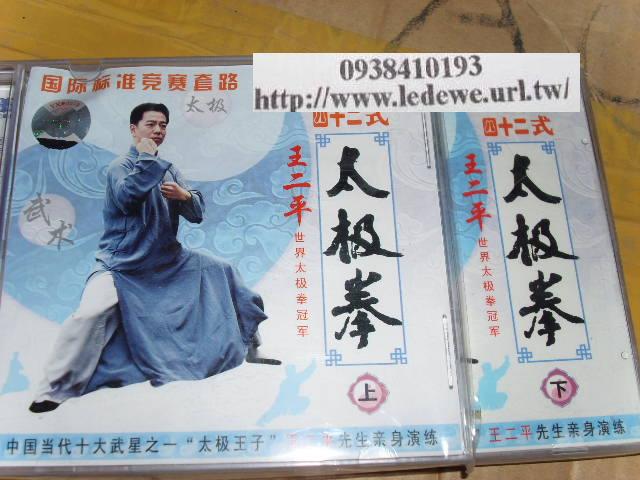 0938410193
http://www.ledewe.url.tw/
国际标准竞赛套路
太极
武术
四十二式
王二平
世界太极拳冠军
太极拳
上
中国当代十大武星之一“太极王子”王二平先生亲身演练
四十二式
王二平
世界太极拳冠军
太极拳
下
王二平先生亲身演练